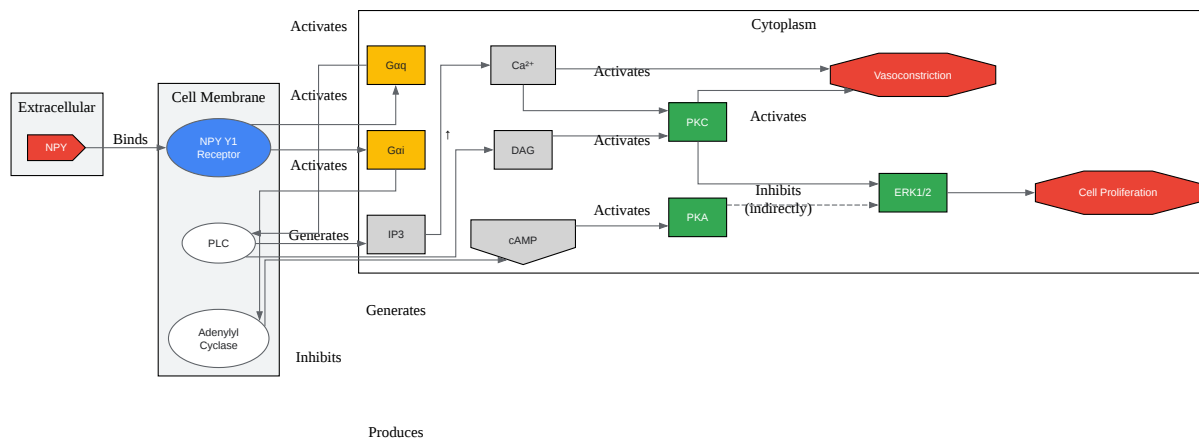 Activates
Cytoplasm
Gαq
Ca²⁺
Activates
Vasoconstriction
Extracellular
Cell Membrane
Activates
NPY
Binds
NPY Y1
Receptor
Gαi
↑
DAG
Activates
PKC
Activates
Activates
PLC
Generates
IP3
cAMP
Activates
PKA
Inhibits
(indirectly)
ERK1/2
Cell Proliferation
Generates
Adenylyl
Cyclase
Inhibits
Produces